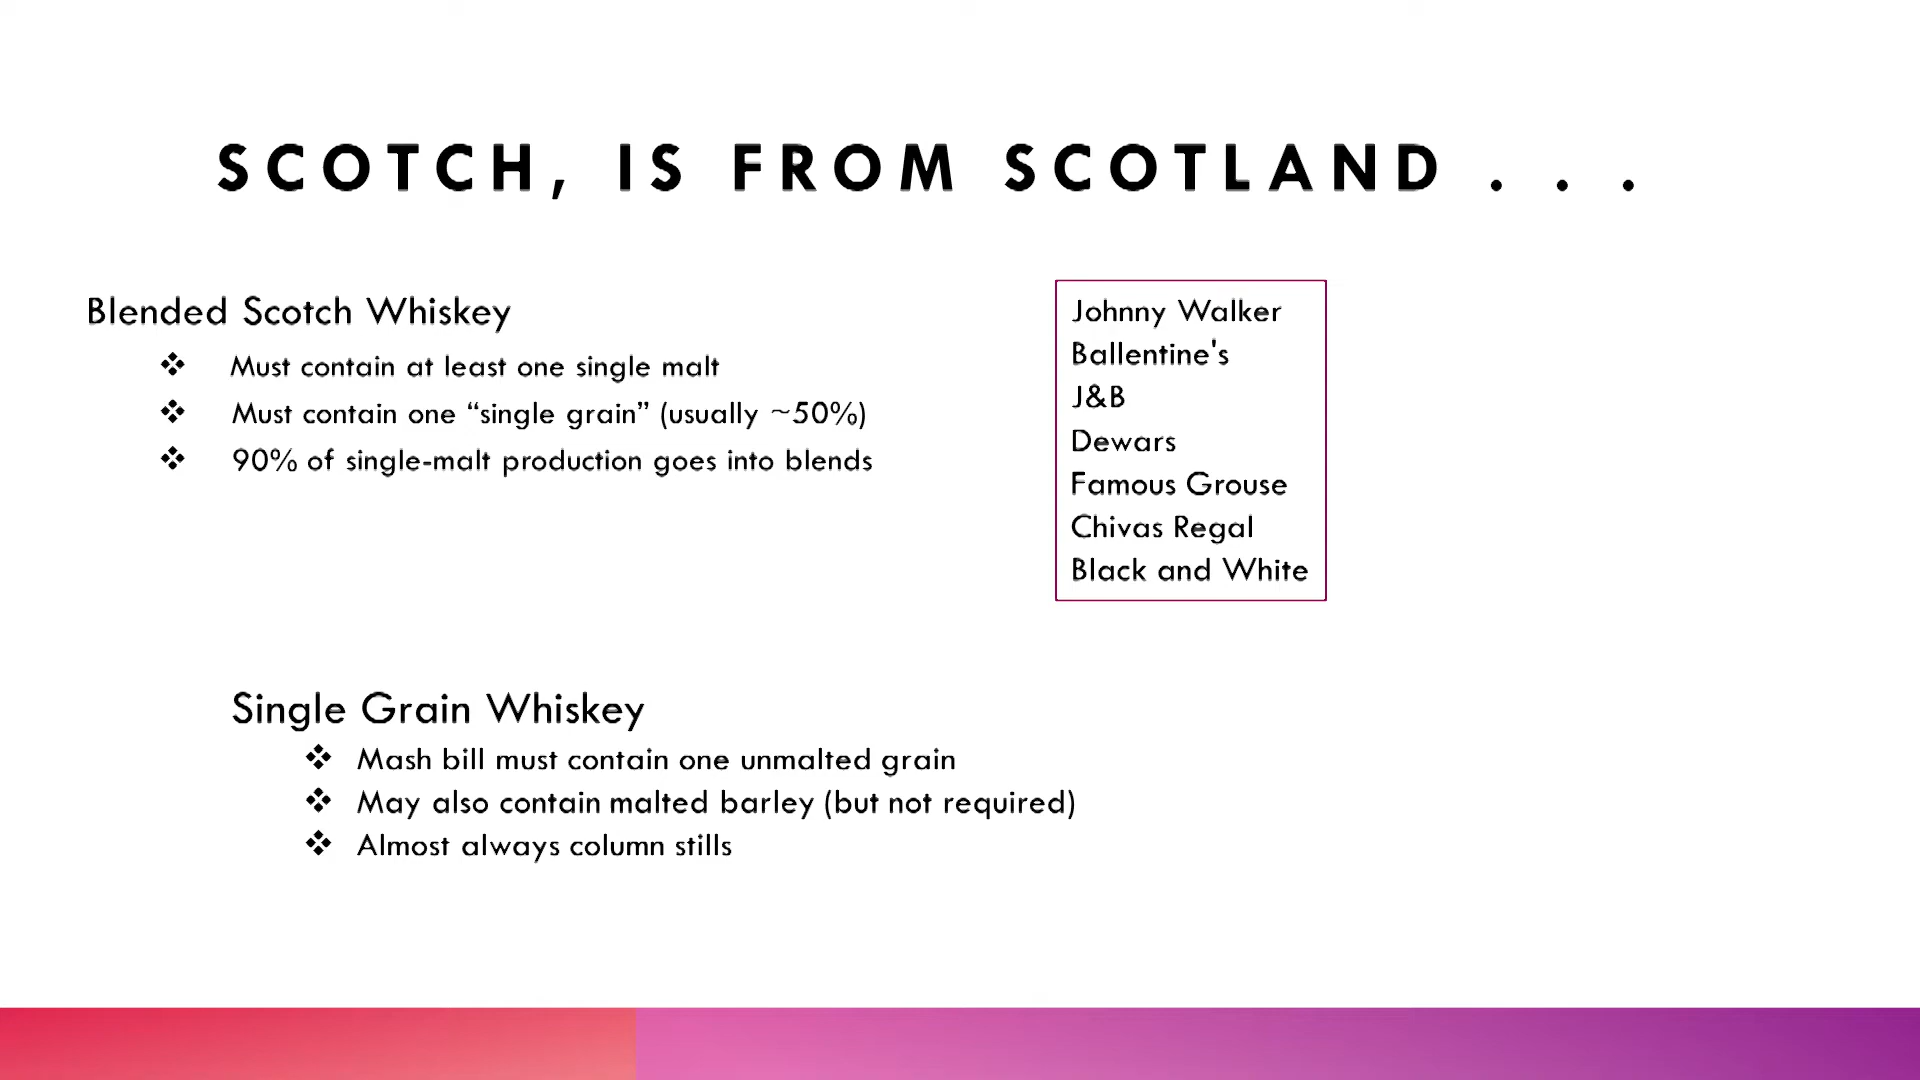 SCOTCH, IS FROM SCOTLAND . . .
Blended Scotch Whiskey
❖ Must contain at least one single malt
❖ Must contain one “single grain” (usually ~50%)
❖ 90% of single-malt production goes into blends
Johnny Walker
Ballentine's
J&B
Dewars
Famous Grouse
Chivas Regal
Black and White
Single Grain Whiskey
❖ Mash bill must contain one unmalted grain
❖ May also contain malted barley (but not required)
❖ Almost always column stills